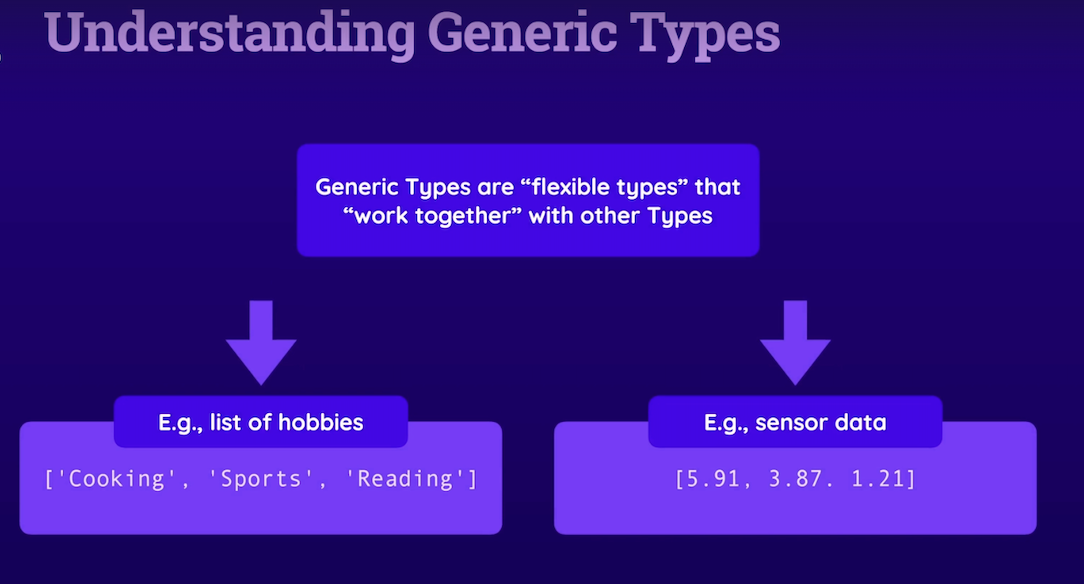 Understanding Generic Types
Generic Types are “flexible types” that
“work together” with other Types
E.g., list of hobbies
['Cooking', 'Sports', 'Reading']
E.g., sensor data
[5.91, 3.87. 1.21]